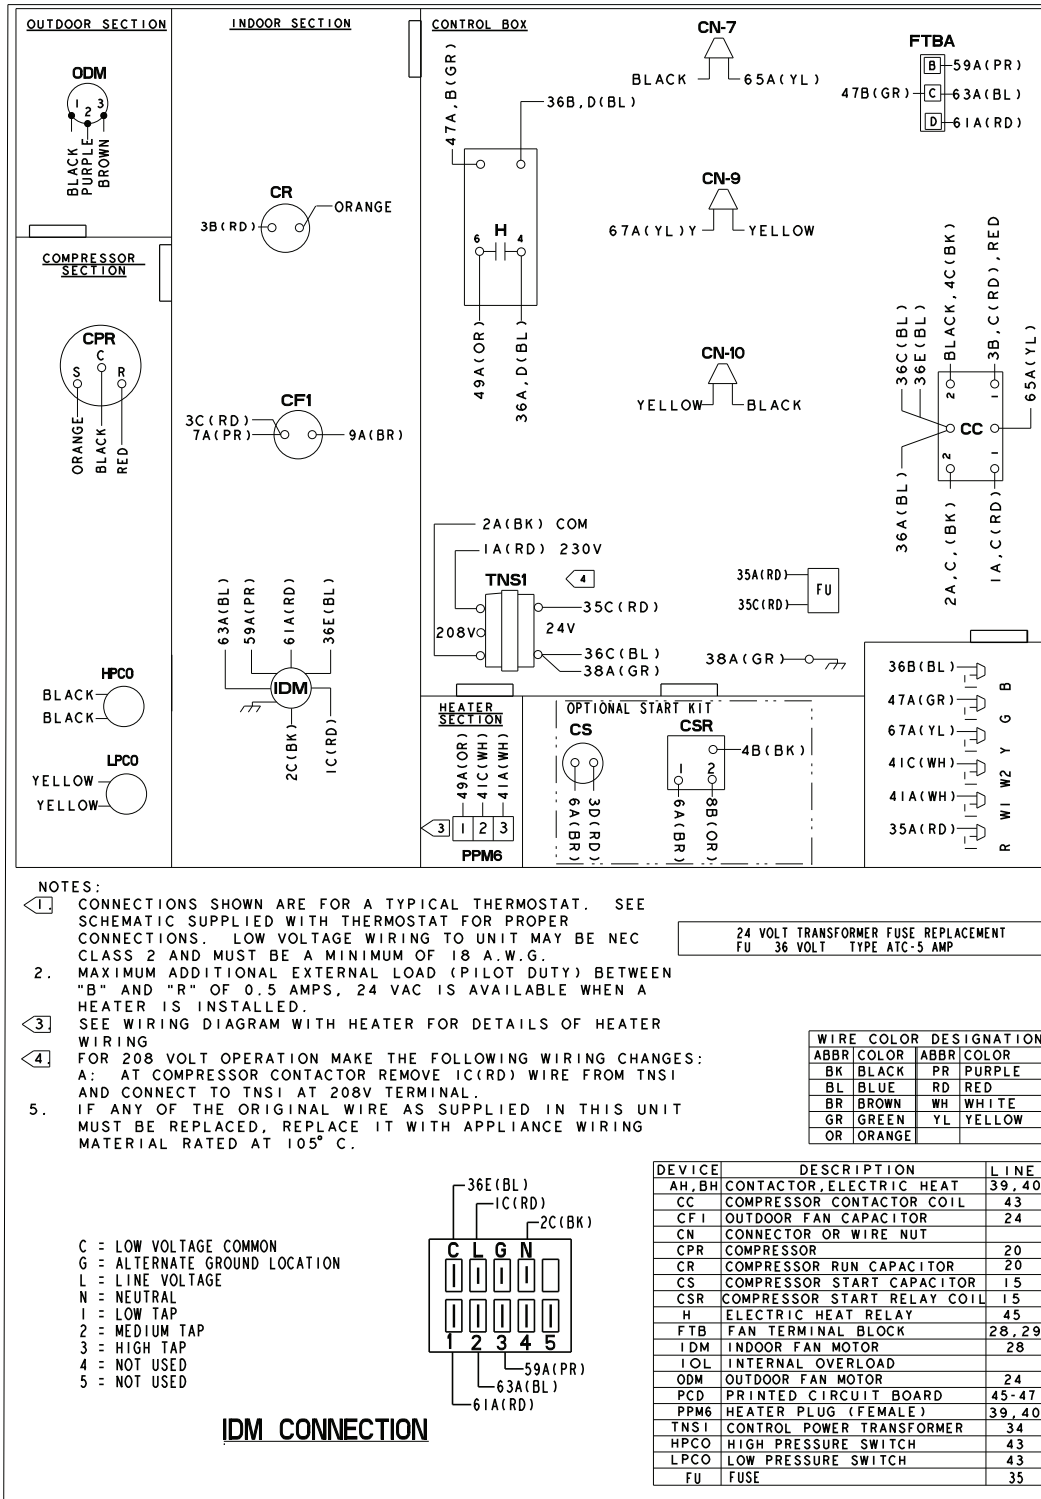 OUTDOOR SECTION
ODM
1 2 3
BLACK
PURPLE
BROWN
COMPRESSOR
SECTION
CPR
C
S R
ORANGE
BLACK
RED
HPCO
BLACK
BLACK
LPCO
YELLOW
YELLOW
INDOOR SECTION
CR
3B(RD) ORANGE
CF1
3C(RD)
7A(PR) 9A(BR)
63A(BL)
59A(PR)
61A(RD)
36E(BL)
IDM
2C(BK)
1C(RD)
CONTROL BOX
47A,B(GR)
36B,D(BL)
H
6 4
49A(OR)
36A,D(BL)
CN-7
BLACK 65A(YL)
CN-9
67A(YL)Y YELLOW
CN-10
YELLOW BLACK
FTBA
B 59A(PR)
47B(GR) C 63A(BL)
D 61A(RD)
36C(BL)
36E(BL)
BLACK,4C(BK)
3B,C(RD),RED
65A(YL)
2 1
CC
2 1
36A(BL)
2A,C,(BK)
1A,C(RD)
2A(BK) COM
1A(RD) 230V
TNS1 4
35C(RD)
208V 24V
36C(BL)
38A(GR)
35A(RD)
35C(RD)
FU
38A(GR)
HEATER
SECTION
49A(OR)
41C(WH)
41A(WH)
3 1 2 3
PPM6
OPTIONAL START KIT
CS
6A(BR)
3D(RD)
CSR
4B(BK)
1 2
6A(BR)
8B(OR)
36B(BL) B
47A(GR) G
67A(YL) Y
41C(WH) W2
41A(WH) W1
35A(RD) R
NOTES:
1. CONNECTIONS SHOWN ARE FOR A TYPICAL THERMOSTAT. SEE
SCHEMATIC SUPPLIED WITH THERMOSTAT FOR PROPER
CONNECTIONS. LOW VOLTAGE WIRING TO UNIT MAY BE NEC
CLASS 2 AND MUST BE A MINIMUM OF 18 A.W.G.
2. MAXIMUM ADDITIONAL EXTERNAL LOAD (PILOT DUTY) BETWEEN
"B" AND "R" OF 0.5 AMPS, 24 VAC IS AVAILABLE WHEN A
HEATER IS INSTALLED.
3. SEE WIRING DIAGRAM WITH HEATER FOR DETAILS OF HEATER
WIRING
4. FOR 208 VOLT OPERATION MAKE THE FOLLOWING WIRING CHANGES:
A: AT COMPRESSOR CONTACTOR REMOVE 1C(RD) WIRE FROM TNS1
AND CONNECT TO TNS1 AT 208V TERMINAL.
5. IF ANY OF THE ORIGINAL WIRE AS SUPPLIED IN THIS UNIT
MUST BE REPLACED, REPLACE IT WITH APPLIANCE WIRING
MATERIAL RATED AT 105° C.
24 VOLT TRANSFORMER FUSE REPLACEMENT
FU 36 VOLT TYPE ATC-5 AMP
WIRE COLOR DESIGNATION
ABBR COLOR ABBR COLOR
BK BLACK PR PURPLE
BL BLUE RD RED
BR BROWN WH WHITE
GR GREEN YL YELLOW
OR ORANGE
DEVICE DESCRIPTION LINE
AH,BH CONTACTOR,ELECTRIC HEAT 39,40
CC COMPRESSOR CONTACTOR COIL 43
CF1 OUTDOOR FAN CAPACITOR 24
CN CONNECTOR OR WIRE NUT
CPR COMPRESSOR 20
CR COMPRESSOR RUN CAPACITOR 20
CS COMPRESSOR START CAPACITOR 15
CSR COMPRESSOR START RELAY COIL 15
H ELECTRIC HEAT RELAY 45
FTB FAN TERMINAL BLOCK 28,29
IDM INDOOR FAN MOTOR 28
IOL INTERNAL OVERLOAD
ODM OUTDOOR FAN MOTOR 24
PCD PRINTED CIRCUIT BOARD 45-47
PPM6 HEATER PLUG (FEMALE) 39,40
TNS1 CONTROL POWER TRANSFORMER 34
HPCO HIGH PRESSURE SWITCH 43
LPCO LOW PRESSURE SWITCH 43
FU FUSE 35
C = LOW VOLTAGE COMMON
G = ALTERNATE GROUND LOCATION
L = LINE VOLTAGE
N = NEUTRAL
1 = LOW TAP
2 = MEDIUM TAP
3 = HIGH TAP
4 = NOT USED
5 = NOT USED
36E(BL)
1C(RD)
2C(BK)
C L G N
1 2 3 4 5
59A(PR)
63A(BL)
61A(RD)
IDM CONNECTION